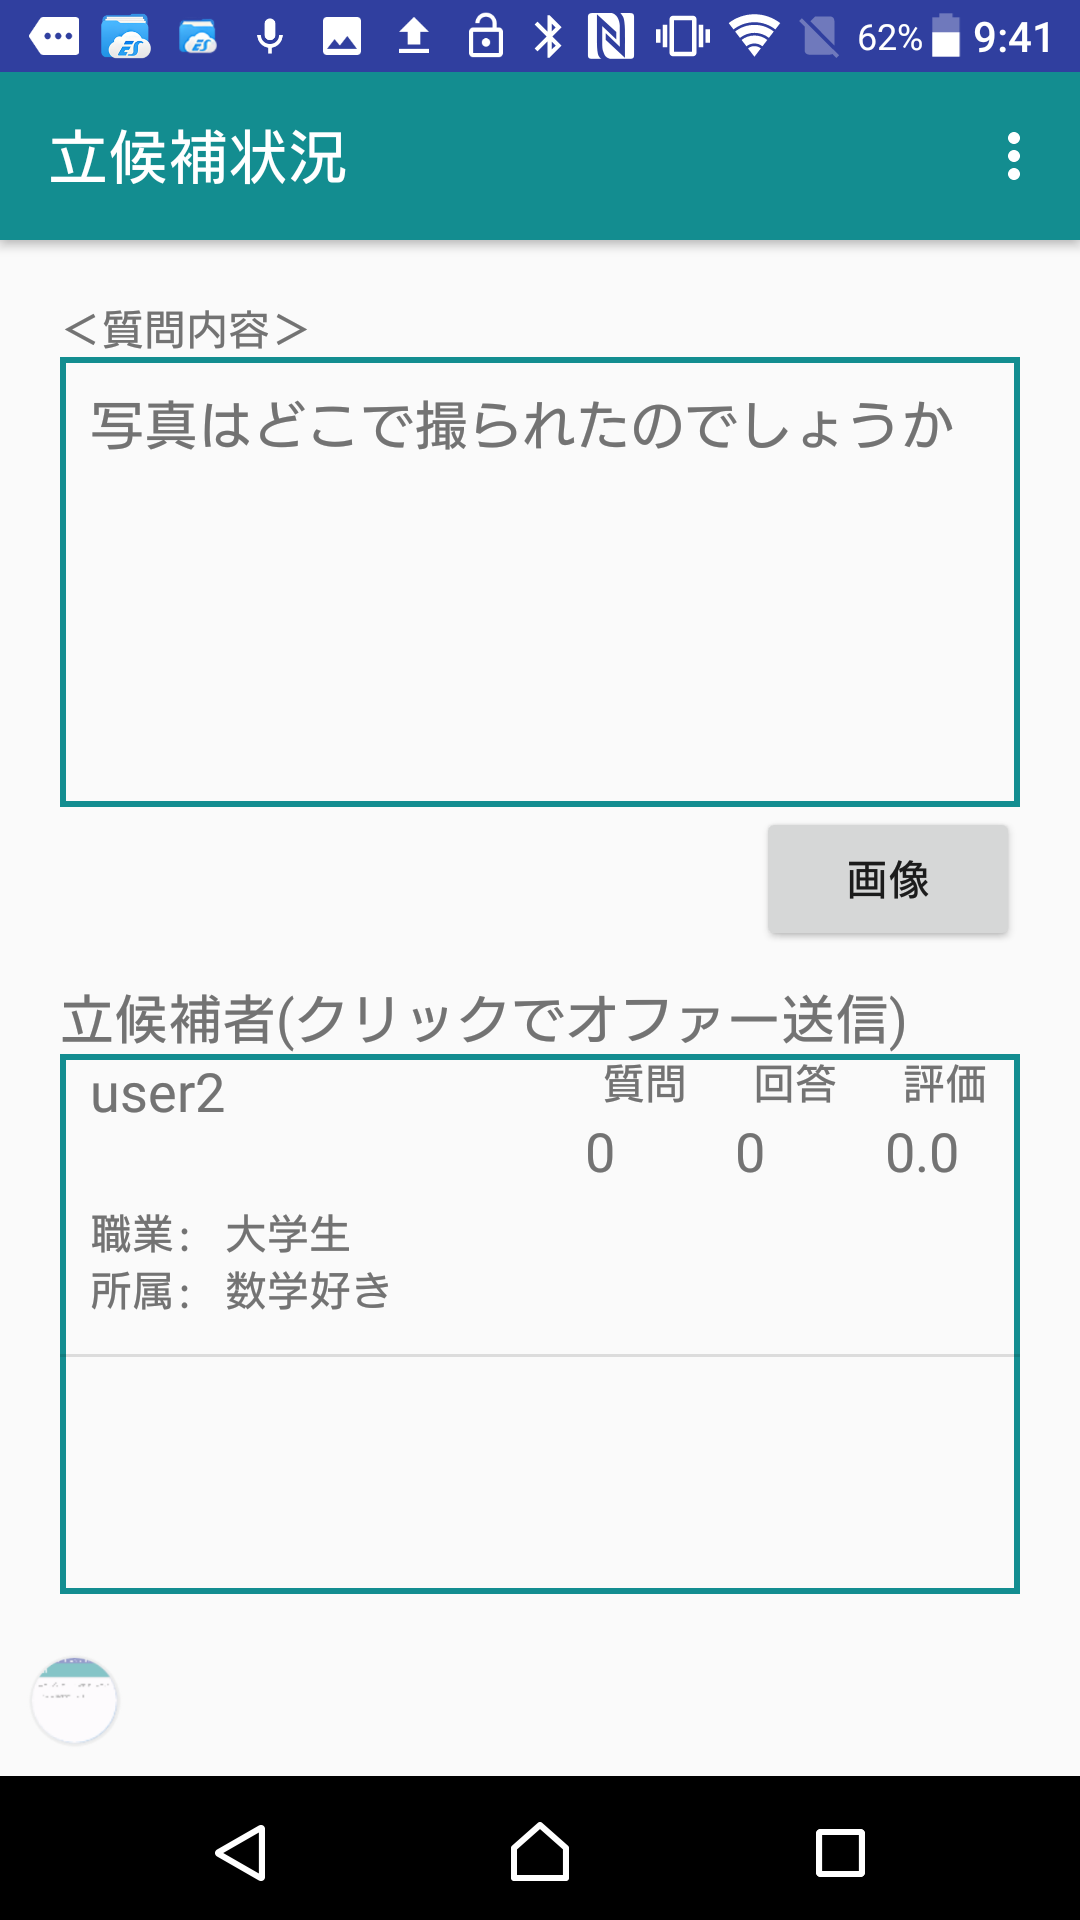 62% 9:41
立候補状況
＜質問内容＞
写真はどこで撮られたのでしょうか
画像
立候補者(クリックでオファー送信)
user2 質問 回答 評価
0 0 0.0
職業: 大学生
所属: 数学好き